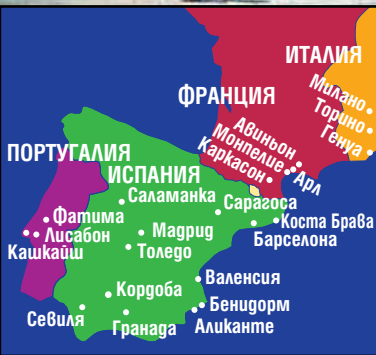 ИТАЛИЯ
Милано
Торино
Генуа
ФРАНЦИЯ
Авиньон
Монпелие
Каркасон
Арл
ПОРТУГАЛИЯ
ИСПАНИЯ
Саламанка
Сарагоса
Фатима
Коста Брава
Лисабон
Мадрид
Барселона
Кашкайш
Толедо
Валенсия
Кордоба
Бенидорм
Севиля
Гранада
Аликанте